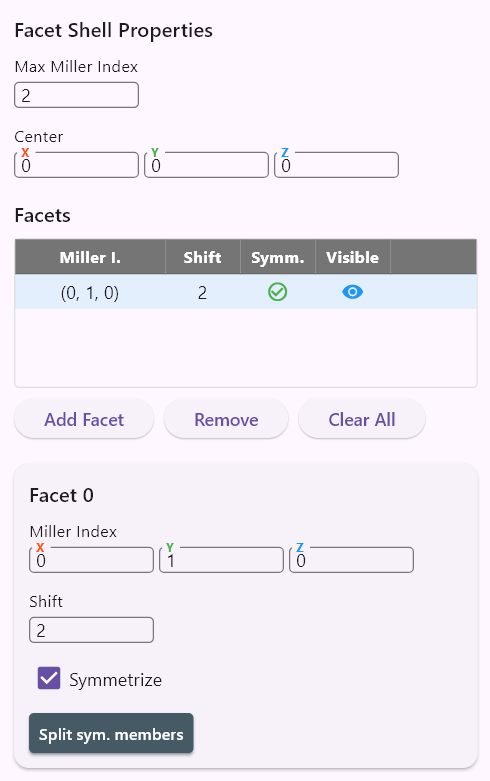 Facet Shell Properties
Max Miller Index
2
Center
X Y Z
0 0 0
Facets
Miller I. Shift Symm. Visible
(0, 1, 0) 2
Add Facet Remove Clear All
Facet 0
Miller Index
X Y Z
0 1 0
Shift
2
Symmetrize
Split sym. members